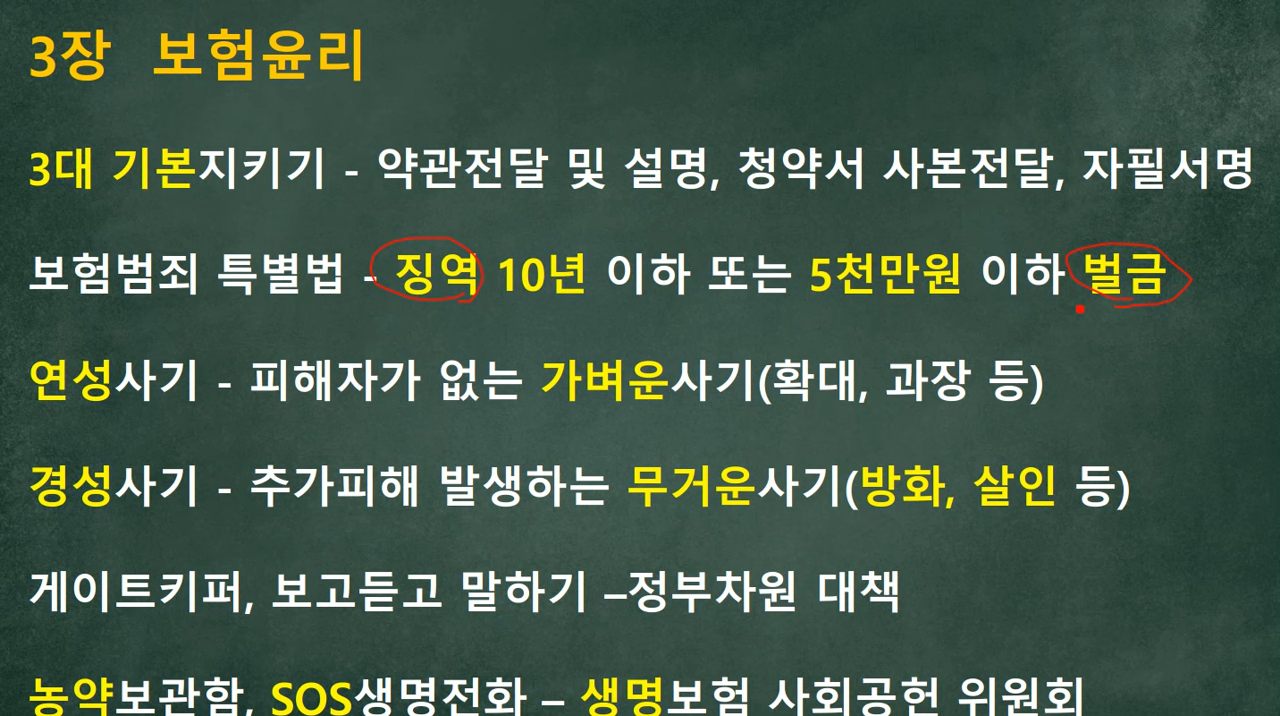 3장 보험윤리
3대 기본지키기 - 약관전달 및 설명, 청약서 사본전달, 자필서명
보험범죄 특별법 - 징역 10년 이하 또는 5천만원 이하 벌금
연성사기 - 피해자가 없는 가벼운사기(확대, 과장 등)
경성사기 - 추가피해 발생하는 무거운사기(방화, 살인 등)
게이트키퍼, 보고듣고 말하기 –정부차원 대책
농약보관함, SOS생명전화 – 생명보험 사회공헌 위원회